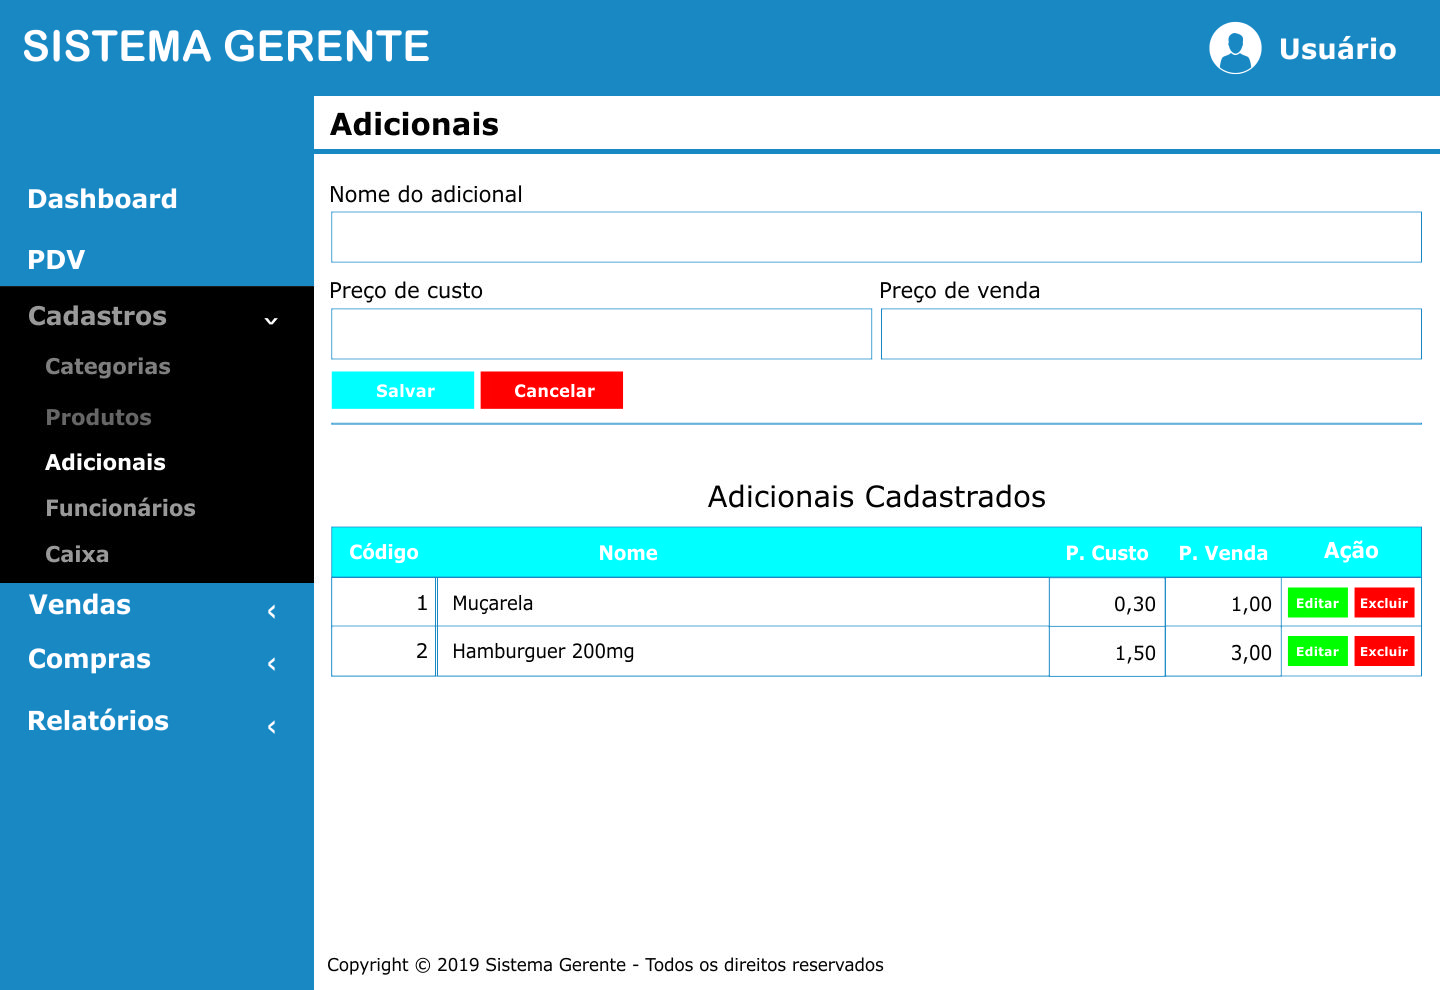 SISTEMA GERENTE
Usuário
Dashboard
PDV
Cadastros
Categorias
Produtos
Adicionais
Funcionários
Caixa
Vendas
Compras
Relatórios
Adicionais
Nome do adicional
Preço de custo Preço de venda
Salvar Cancelar
Adicionais Cadastrados
Código Nome P. Custo P. Venda Ação
1 Muçarela 0,30 1,00 Editar Excluir
2 Hamburguer 200mg 1,50 3,00 Editar Excluir
Copyright © 2019 Sistema Gerente - Todos os direitos reservados